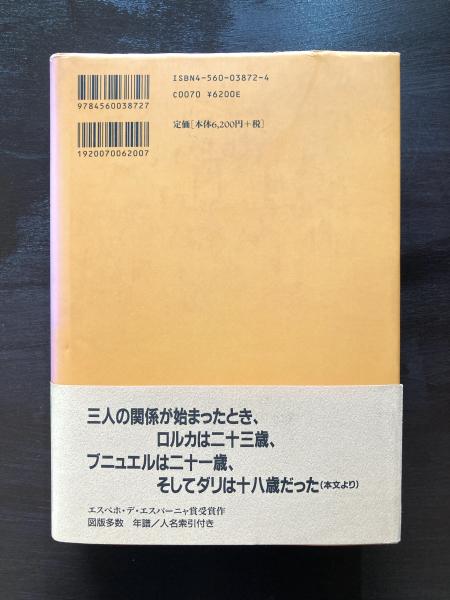 ISBN4-560-03872-4
C0070 ¥6200E
9784560038727
定価[本体6,200円+税]
1920070062007
三人の関係が始まったとき、
ロルカは二十三歳、
ブニュエルは二十一歳、
そしてダリは十八歳だった(本文より)
エスペホ・デ・エスパーニャ賞受賞作
図版多数 年譜/人名索引付き